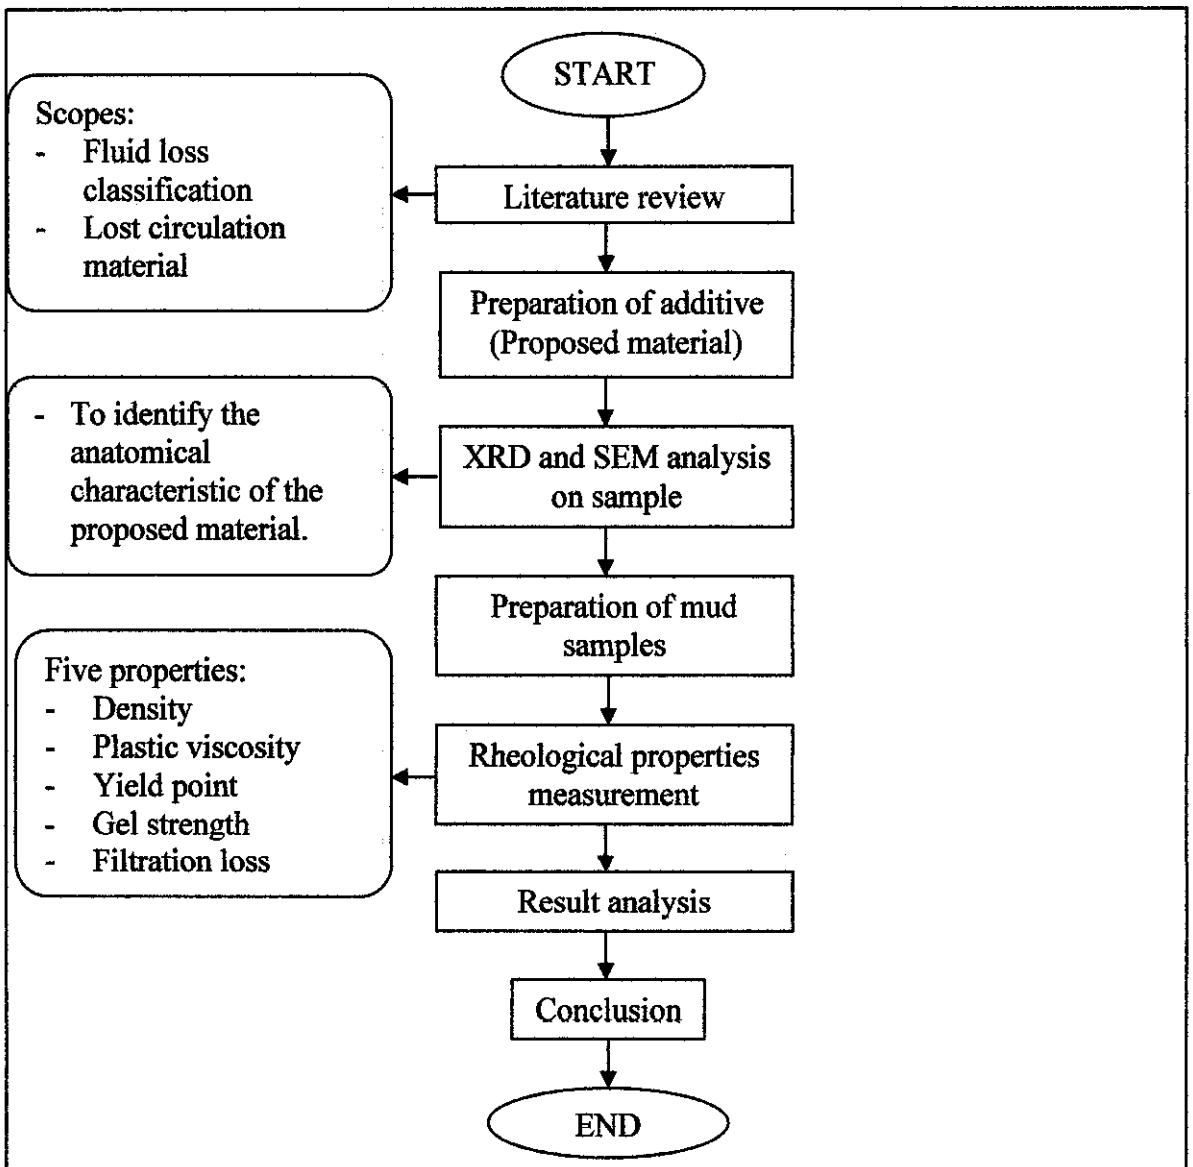 START
Scopes:
- Fluid loss
classification
- Lost circulation
material
Literature review
Preparation of additive
(Proposed material)
- To identify the
anatomical
characteristic of the
proposed material.
XRD and SEM analysis
on sample
Preparation of mud
samples
Five properties:
- Density
- Plastic viscosity
- Yield point
- Gel strength
- Filtration loss
Rheological properties
measurement
Result analysis
Conclusion
END